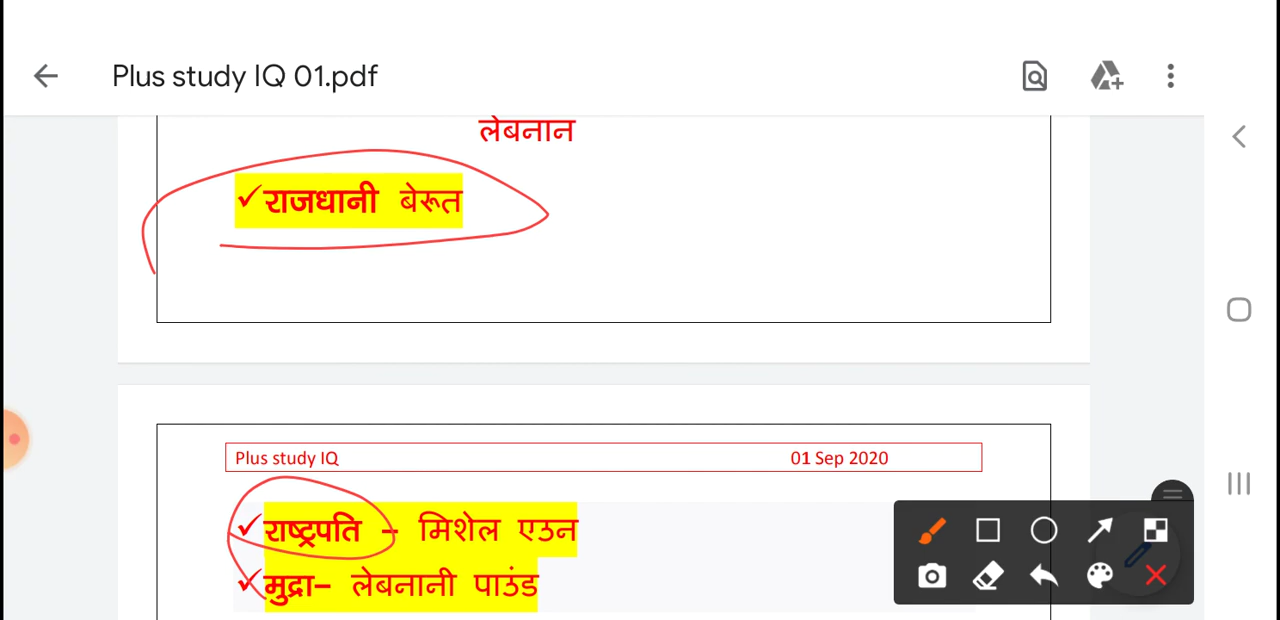 Plus study IQ 01.pdf
लेबनान
✓राजधानी बेरूत
Plus study IQ 01 Sep 2020
✓राष्ट्रपति – मिशेल एउन
✓मुद्रा– लेबनानी पाउंड